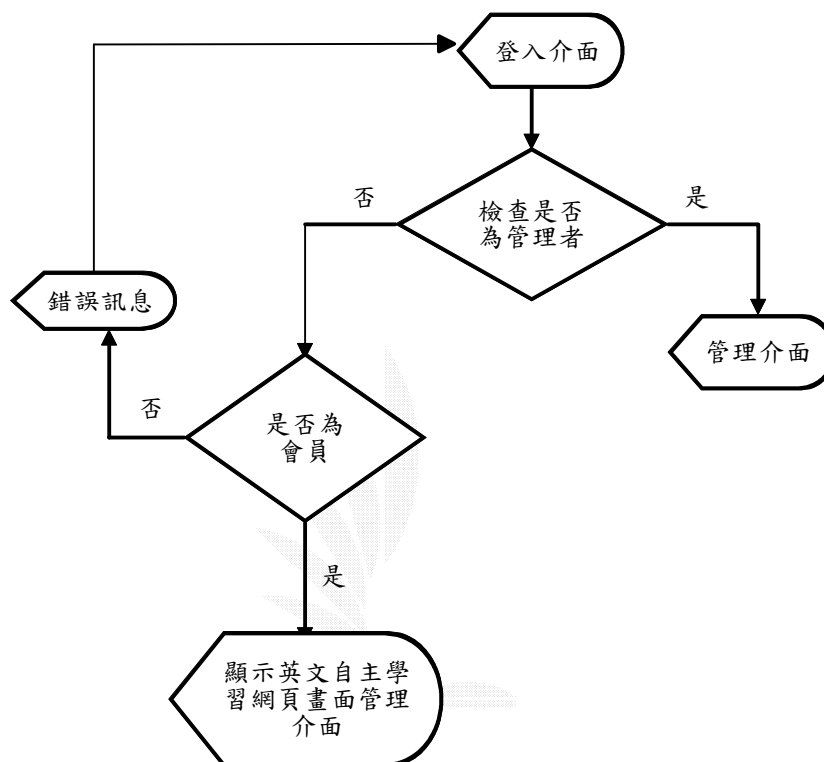 登入介面
否
檢查是否
為管理者
是
錯誤訊息
管理介面
否
是否為
會員
是
顯示英文自主學
習網頁畫面管理
介面